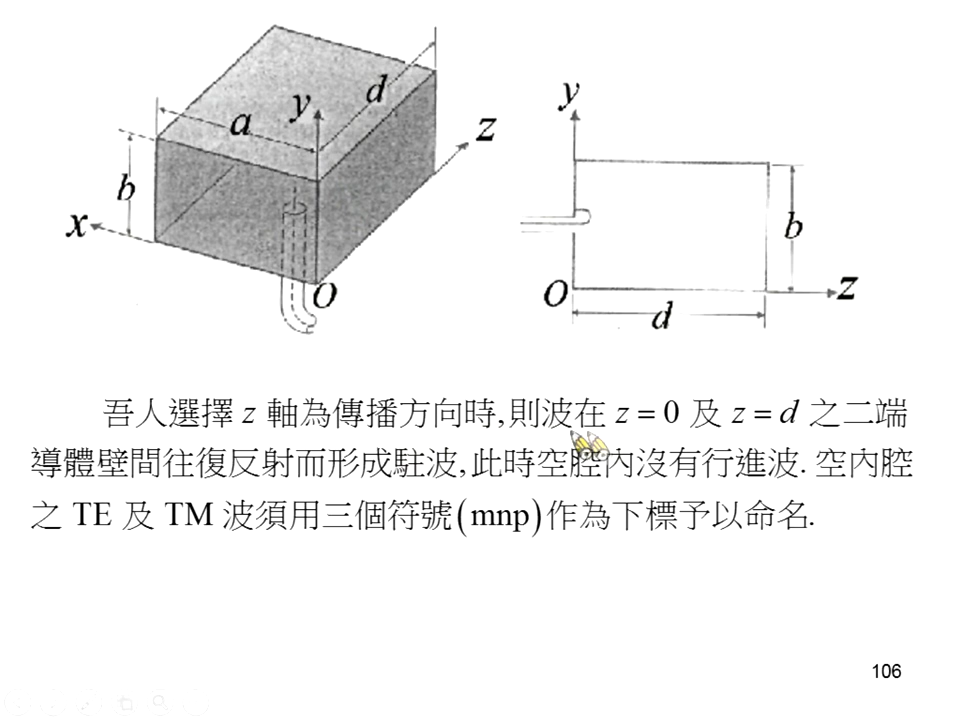 y
d
a
z
b
x
O
y
b
O
z
d
吾人選擇 z 軸為傳播方向時,則波在 z = 0 及 z = d 之二端
導體壁間往復反射而形成駐波,此時空腔內沒有行進波. 空內腔
之 TE 及 TM 波須用三個符號(mnp)作為下標予以命名.
106